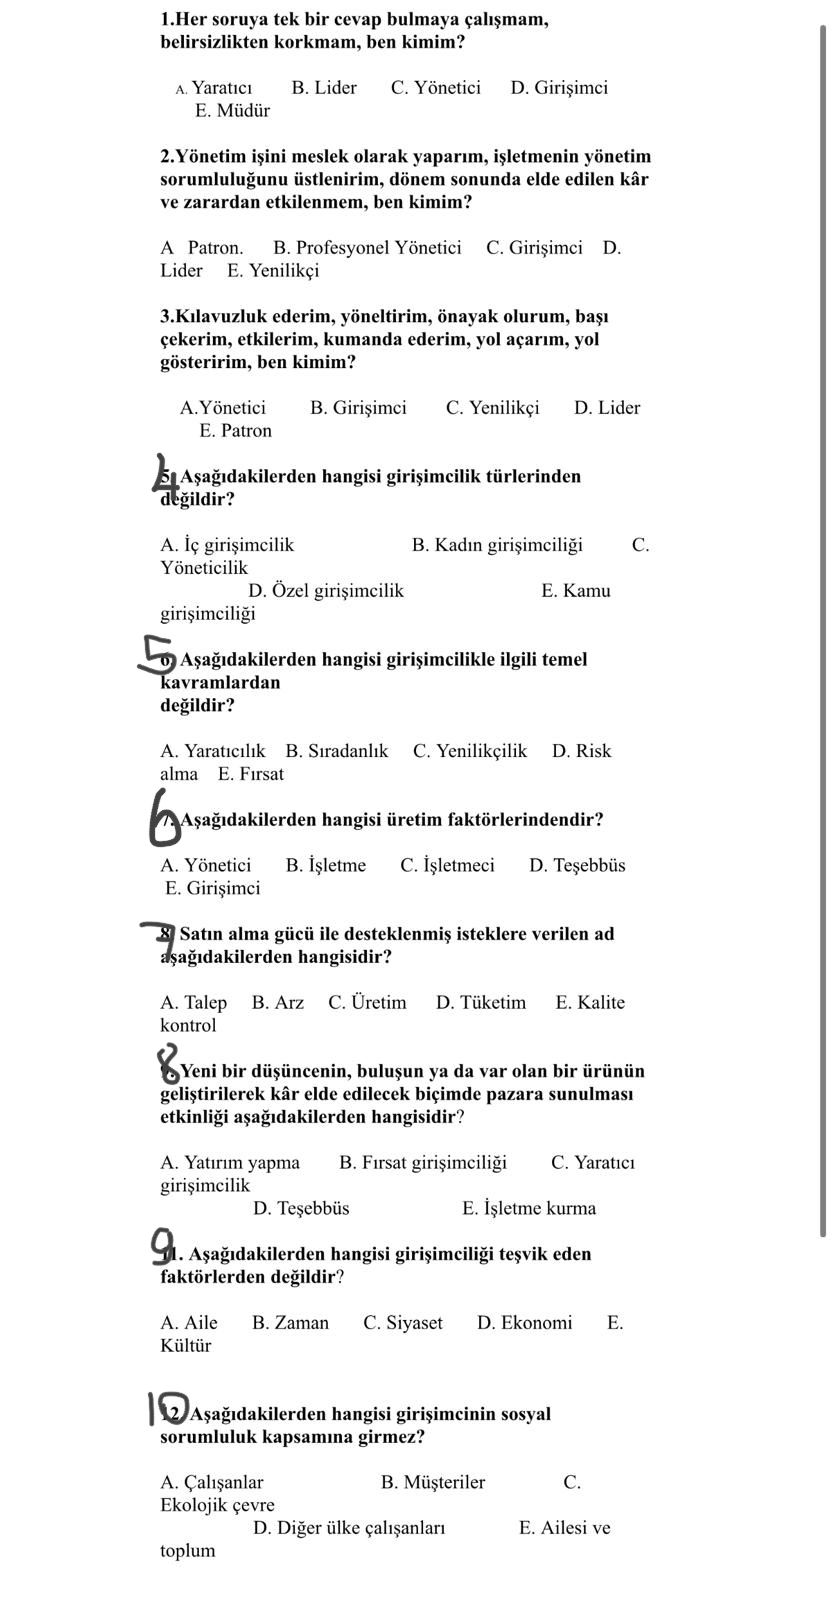 1.Her soruya tek bir cevap bulmaya çalışmam,
belirsizlikten korkmam, ben kimim?
A. Yaratıcı B. Lider C. Yönetici D. Girişimci
E. Müdür
2.Yönetim işini meslek olarak yaparım, işletmenin yönetim
sorumluluğunu üstlenirim, dönem sonunda elde edilen kâr
ve zarardan etkilenmem, ben kimim?
A Patron. B. Profesyonel Yönetici C. Girişimci D.
Lider E. Yenilikçi
3.Kılavuzluk ederim, yöneltirim, önayak olurum, başı
çekerim, etkilerim, kumanda ederim, yol açarım, yol
gösteririm, ben kimim?
A.Yönetici B. Girişimci C. Yenilikçi D. Lider
E. Patron
4 5. Aşağıdakilerden hangisi girişimcilik türlerinden
değildir?
A. İç girişimcilik B. Kadın girişimciliği C.
Yöneticilik
D. Özel girişimcilik E. Kamu
girişimciliği
5 6. Aşağıdakilerden hangisi girişimcilikle ilgili temel
kavramlardan
değildir?
A. Yaratıcılık B. Sıradanlık C. Yenilikçilik D. Risk
alma E. Fırsat
6 7. Aşağıdakilerden hangisi üretim faktörlerindendir?
A. Yönetici B. İşletme C. İşletmeci D. Teşebbüs
E. Girişimci
7 8. Satın alma gücü ile desteklenmiş isteklere verilen ad
aşağıdakilerden hangisidir?
A. Talep B. Arz C. Üretim D. Tüketim E. Kalite
kontrol
8 9. Yeni bir düşüncenin, buluşun ya da var olan bir ürünün
geliştirilerek kâr elde edilecek biçimde pazara sunulması
etkinliği aşağıdakilerden hangisidir?
A. Yatırım yapma B. Fırsat girişimciliği C. Yaratıcı
girişimcilik
D. Teşebbüs E. İşletme kurma
9 11. Aşağıdakilerden hangisi girişimciliği teşvik eden
faktörlerden değildir?
A. Aile B. Zaman C. Siyaset D. Ekonomi E.
Kültür
10 12. Aşağıdakilerden hangisi girişimcinin sosyal
sorumluluk kapsamına girmez?
A. Çalışanlar B. Müşteriler C.
Ekolojik çevre
D. Diğer ülke çalışanları E. Ailesi ve
toplum